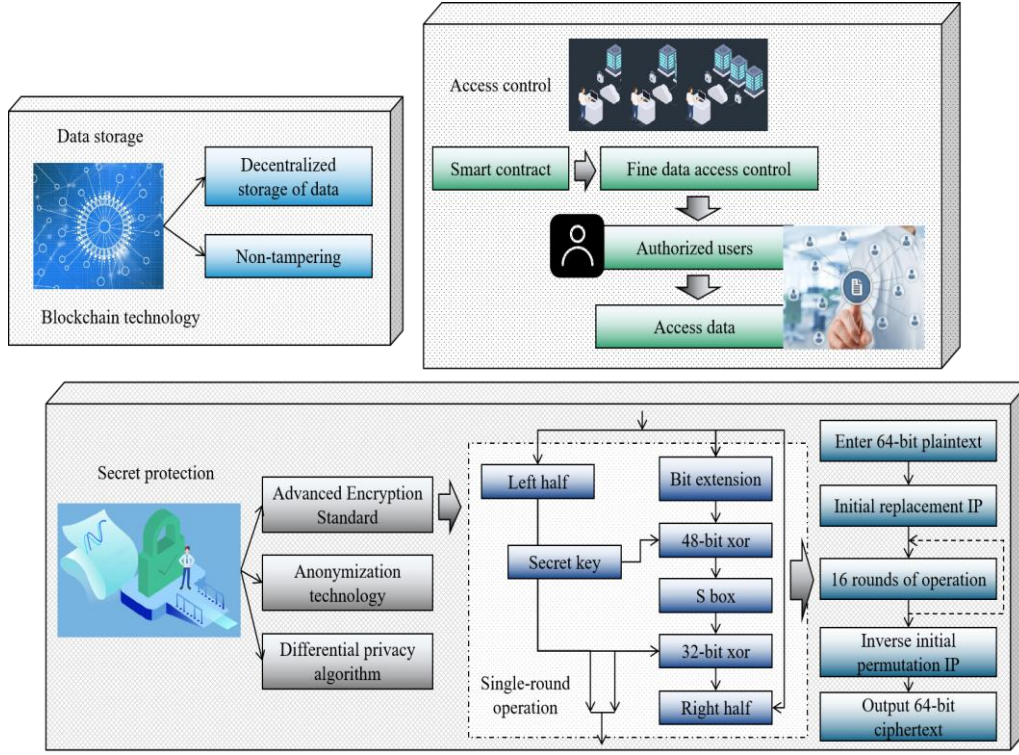 Data storage
Decentralized
storage of data
Non-tampering
Blockchain technology
Access control
Smart contract
Fine data access control
Authorized users
Access data
Secret protection
Advanced Encryption
Standard
Anonymization
technology
Differential privacy
algorithm
Left half
Secret key
Single-round
operation
Bit extension
48-bit xor
S box
32-bit xor
Right half
Enter 64-bit plaintext
Initial replacement IP
16 rounds of operation
Inverse initial
permutation IP
Output 64-bit
ciphertext